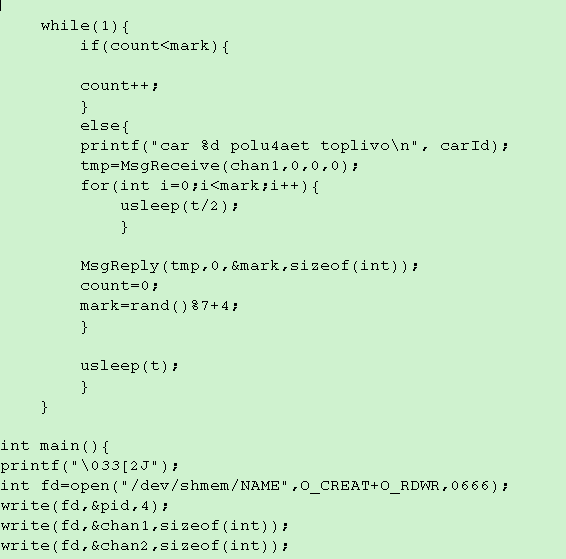 while(1){
if(count<mark){
count++;
}
else{
printf("car %d polu4aet toplivo\n", carId);
tmp=MsgReceive(chan1,0,0,0);
for(int i=0;i<mark;i++){
usleep(t/2);
}
MsgReply(tmp,0,&mark,sizeof(int));
count=0;
mark=rand()%7+4;
}
usleep(t);
}
}
int main(){
printf("\033[2J");
int fd=open("/dev/shmem/NAME",O_CREAT+O_RDWR,0666);
write(fd,&pid,4);
write(fd,&chan1,sizeof(int));
write(fd,&chan2,sizeof(int));